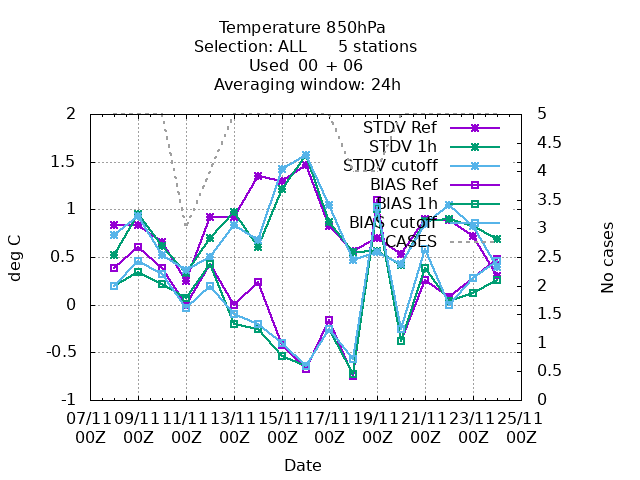 Temperature 850hPa
Selection: ALL 5 stations
Used 00 + 06
Averaging window: 24h
deg C
2
1.5
1
0.5
0
-0.5
-1
5
4.5
4
3.5
3
2.5
2
1.5
1
0.5
0
No cases
STDV Ref
STDV 1h
STDV cutoff
BIAS Ref
BIAS 1h
BIAS cutoff
CASES
07/11 09/11 11/11 13/11 15/11 17/11 19/11 21/11 23/11 25/11
00Z 00Z 00Z 00Z 00Z 00Z 00Z 00Z 00Z 00Z
Date